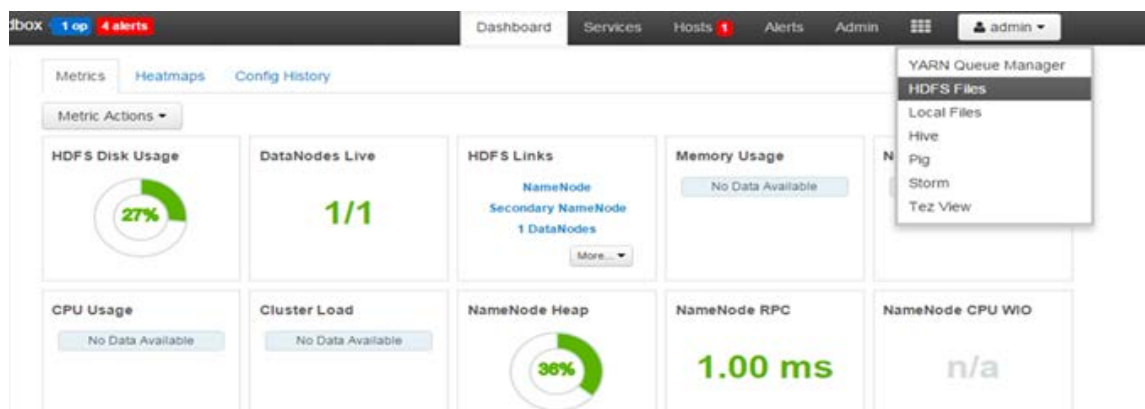 dbox 1 op 4 alerts Dashboard Services Hosts 1 Alerts Admin admin
Metrics Heatmaps Config History
YARN Queue Manager
HDFS Files
Local Files
Hive
Pig
Storm
Tez View
Metric Actions
HDFS Disk Usage DataNodes Live HDFS Links Memory Usage N
27%
1/1
NameNode
Secondary NameNode
1 DataNodes
More...
No Data Available
CPU Usage Cluster Load NameNode Heap NameNode RPC NameNode CPU WIO
No Data Available No Data Available
36%
1.00 ms
n/a